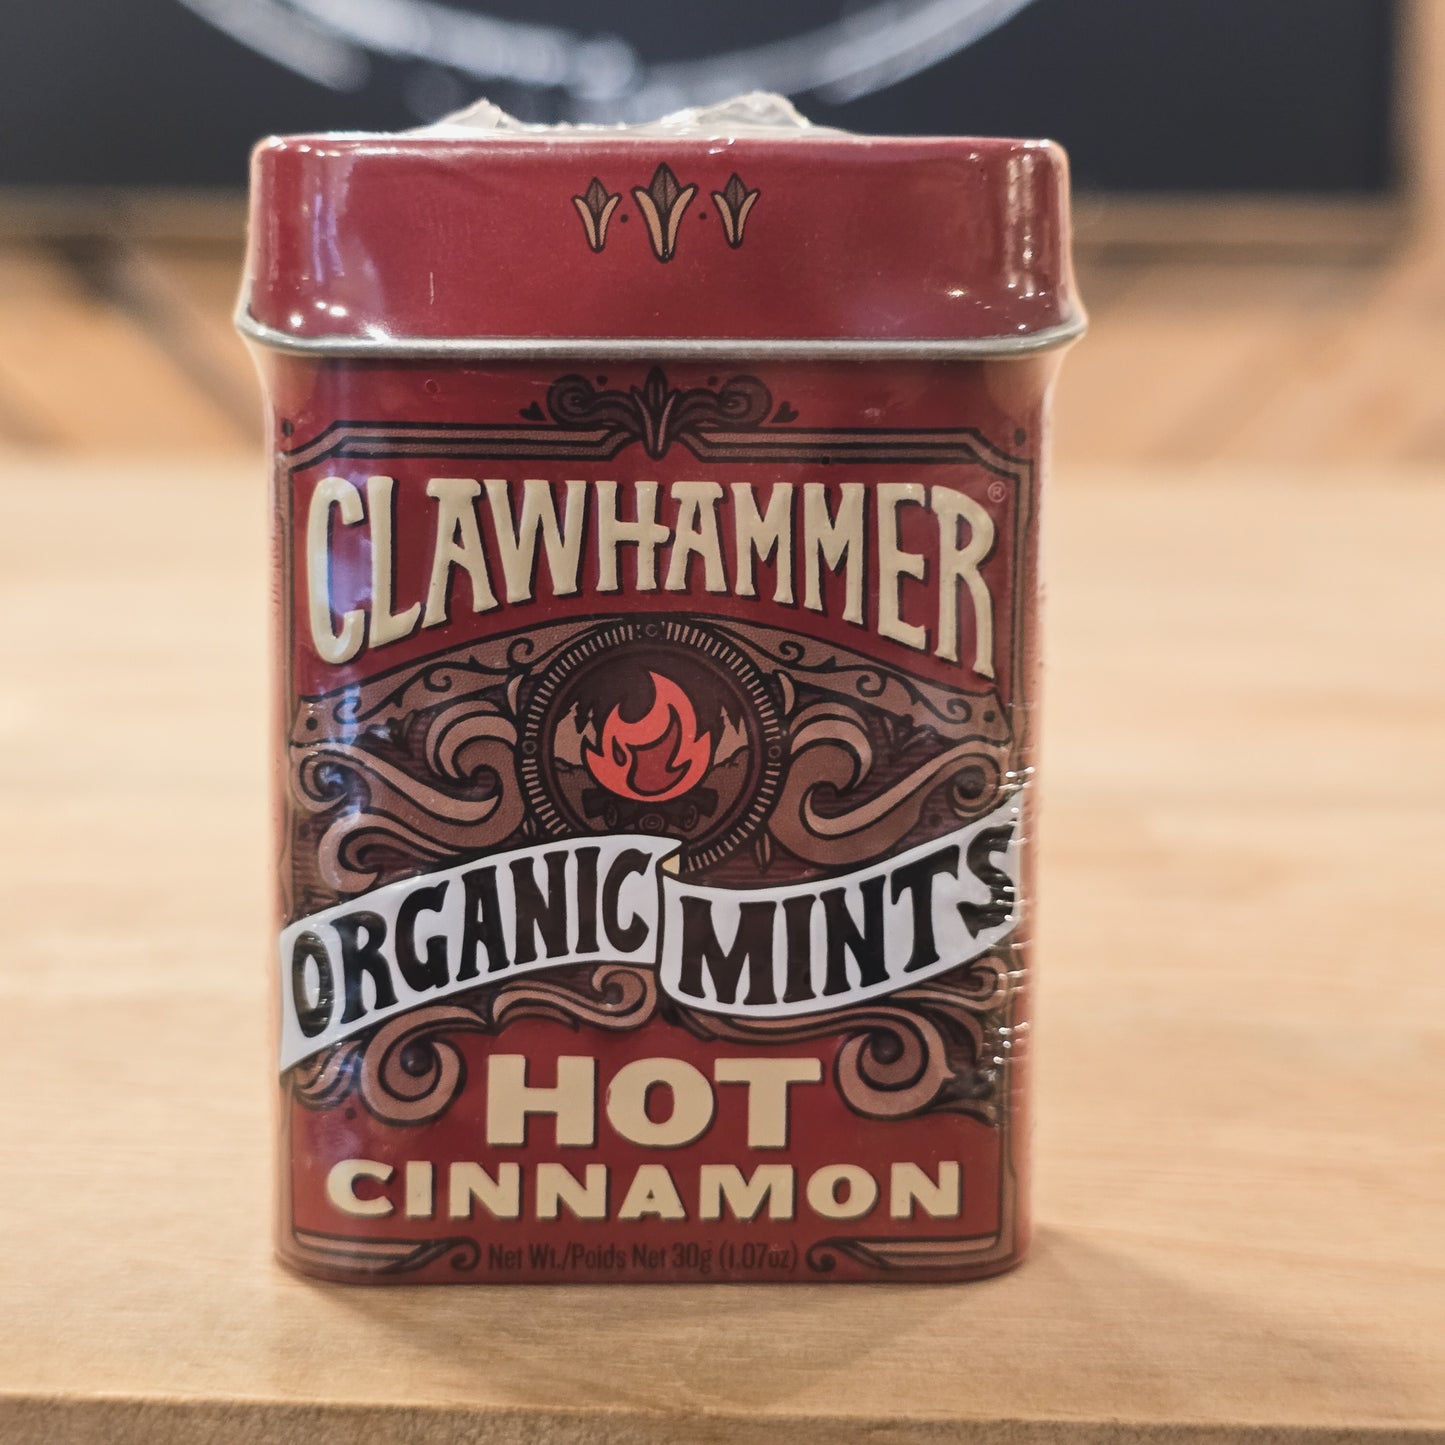 CLAWHAMMER®
ORGANIC MINTS
HOT
CINNAMON
Net Wt./Poids Net 30g (1.07oz)